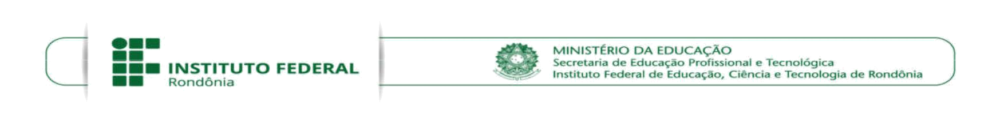 INSTITUTO FEDERAL
Rondônia
MINISTÉRIO DA EDUCAÇÃO
Secretaria de Educação Profissional e Tecnológica
Instituto Federal de Educação, Ciência e Tecnologia de Rondônia